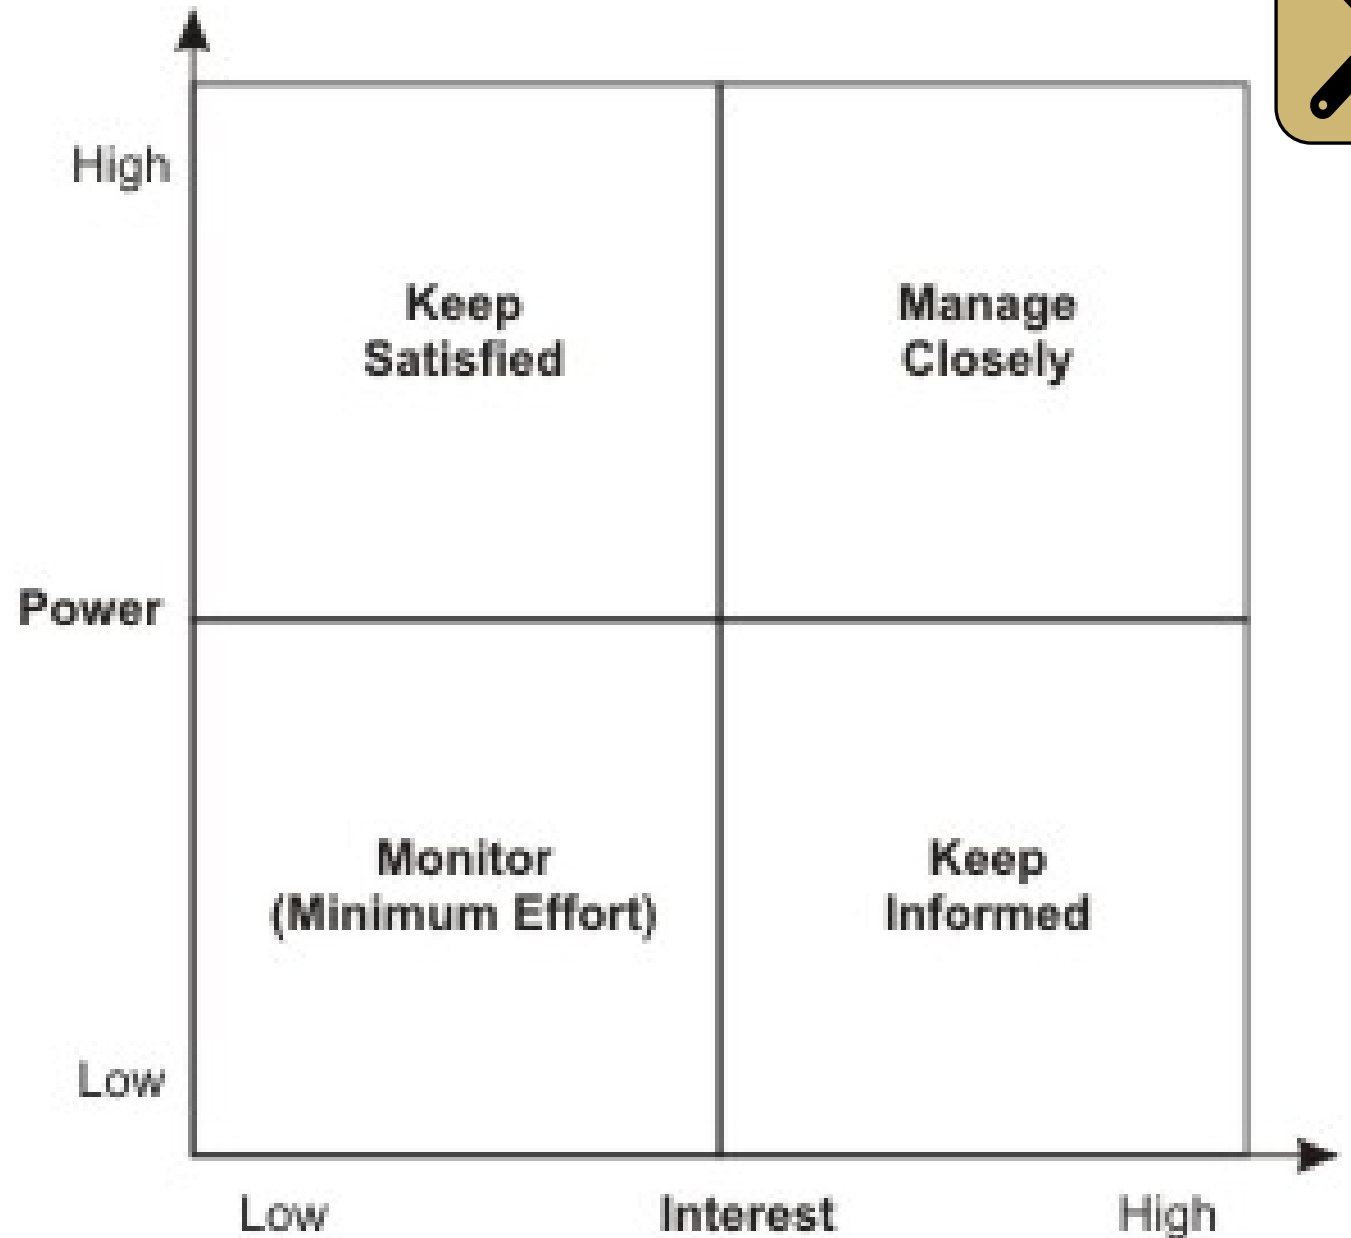 High
Keep
Satisfied
Manage
Closely
Power
Monitor
(Minimum Effort)
Keep
Informed
Low
Low
Interest
High